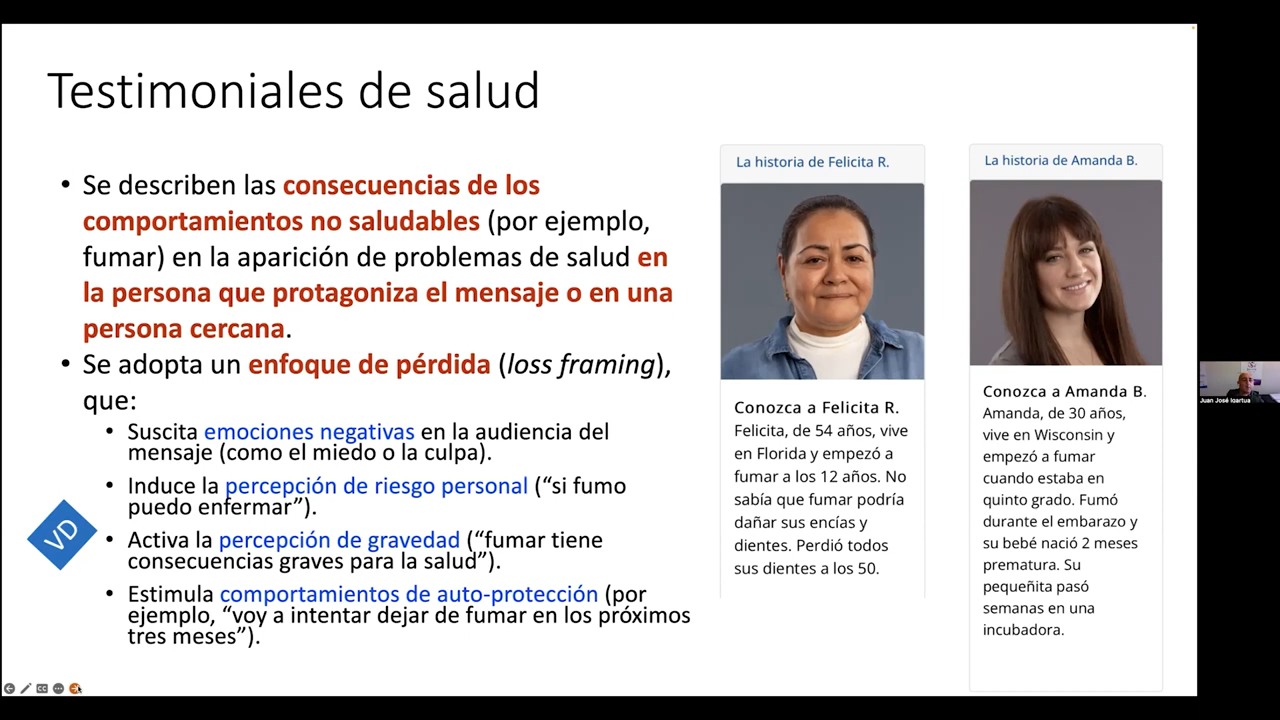 Testimoniales de salud
• Se describen las consecuencias de los
comportamientos no saludables (por ejemplo,
fumar) en la aparición de problemas de salud en
la persona que protagoniza el mensaje o en una
persona cercana.
• Se adopta un enfoque de pérdida (loss framing),
que:
• Suscita emociones negativas en la audiencia del
mensaje (como el miedo o la culpa).
• Induce la percepción de riesgo personal (“si fumo
puedo enfermar”).
• Activa la percepción de gravedad (“fumar tiene
consecuencias graves para la salud”).
• Estimula comportamientos de auto-protección (por
ejemplo, “voy a intentar dejar de fumar en los próximos
tres meses”).
VD
La historia de Felicita R.
Conozca a Felicita R.
Felicita, de 54 años, vive
en Florida y empezó a
fumar a los 12 años. No
sabía que fumar podría
dañar sus encías y
dientes. Perdió todos
sus dientes a los 50.
La historia de Amanda B.
Conozca a Amanda B.
Amanda, de 30 años,
vive en Wisconsin y
empezó a fumar
cuando estaba en
quinto grado. Fumó
durante el embarazo y
su bebé nació 2 meses
prematura. Su
pequeñita pasó
semanas en una
incubadora.
Juan José Igartua
CC